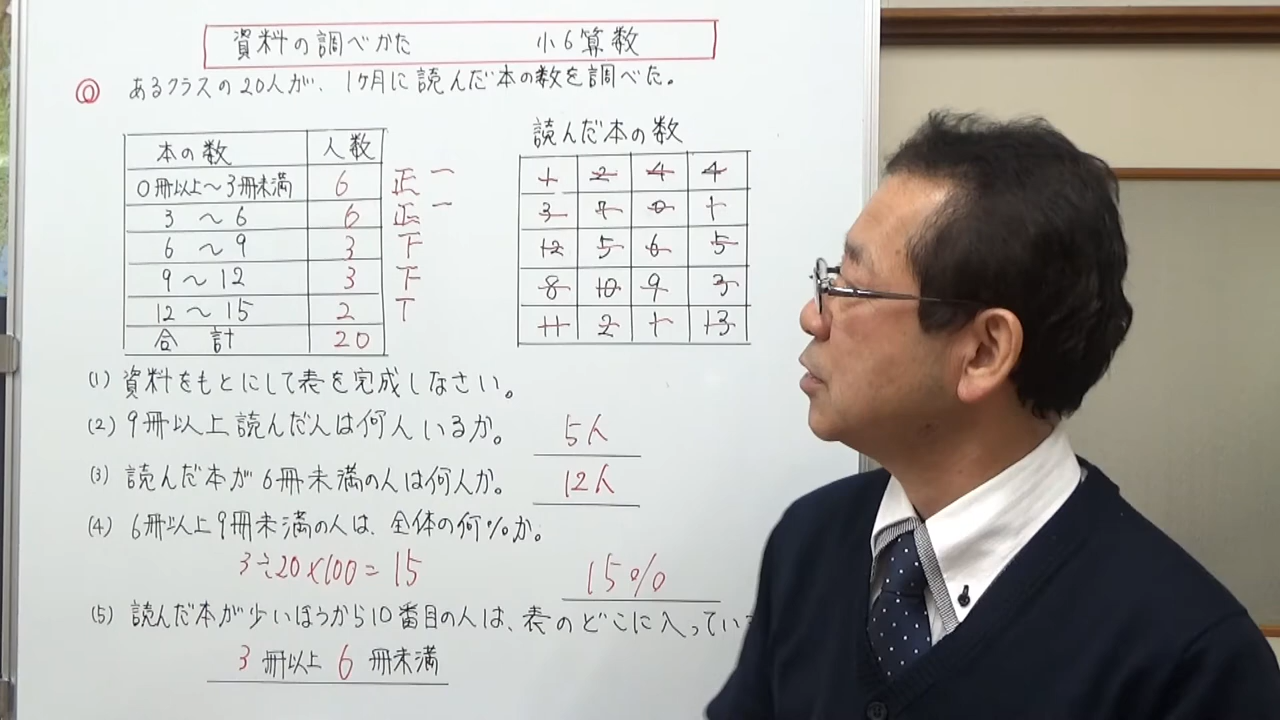 資料の調べかた 小6算数
◎ あるクラスの20人が、1ヶ月に読んだ本の数を調べた。
本の数 人数
0冊以上～3冊未満 6 正一
3 ～ 6 6 正一
6 ～ 9 3 下
9 ～ 12 3 下
12 ～ 15 2 T
合計 20
読んだ本の数
1 2 4 4
3 7 0 1
12 5 6 5
8 10 9 3
11 2 1 13
(1) 資料をもとにして表を完成しなさい。
(2) 9冊以上読んだ人は何人いるか。 5人
(3) 読んだ本が6冊未満の人は何人か。 12人
(4) 6冊以上9冊未満の人は、全体の何%か。
3÷20×100=15 15%
(5) 読んだ本が少いほうから10番目の人は、表のどこに入ってい
3冊以上 6冊未満